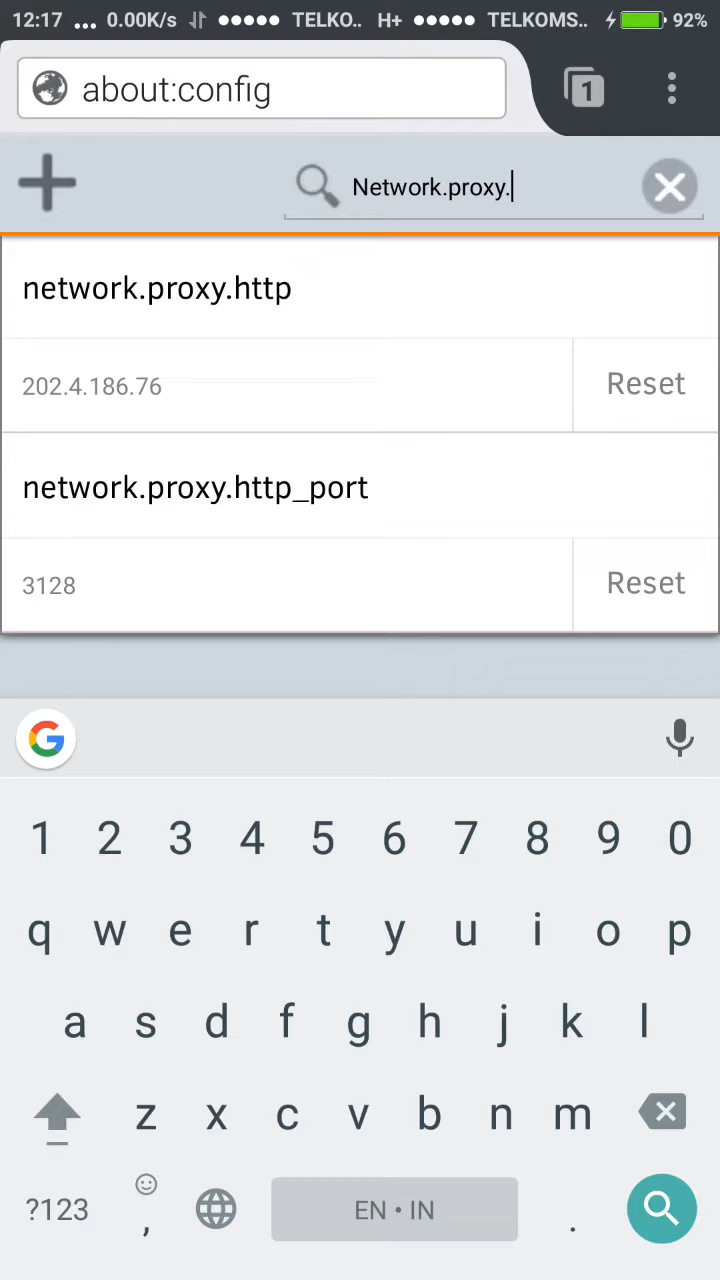 12:17 ... 0.00K/s TELKO.. H+ TELKOMS.. 92%
about:config 1
Network.proxy.
network.proxy.http
202.4.186.76 Reset
network.proxy.http_port
3128 Reset
G
1 2 3 4 5 6 7 8 9 0
q w e r t y u i o p
a s d f g h j k l
z x c v b n m
?123 , EN • IN .